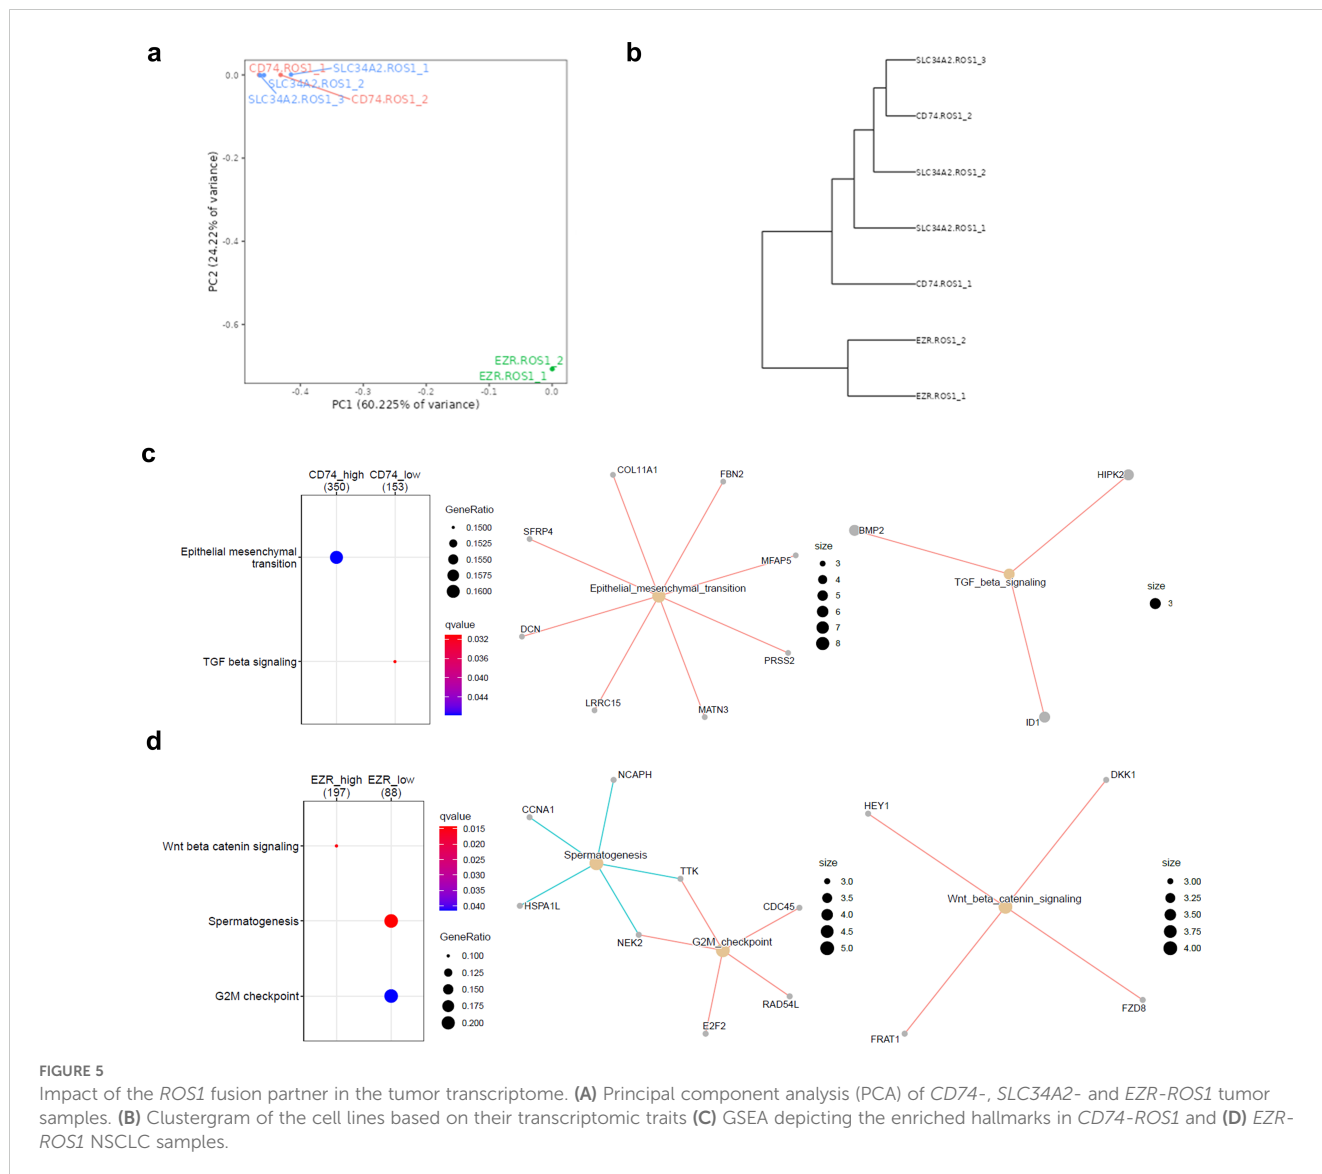 a
CD74.ROS1_1
SLC34A2.ROS1_1
SLC34A2.ROS1_2
SLC34A2.ROS1_3
CD74.ROS1_2
EZR.ROS1_2
EZR.ROS1_1
0.0
-0.2
-0.4
-0.6
PC2 (24.22% of variance)
-0.4 -0.3 -0.2 -0.1 0.0
PC1 (60.225% of variance)
b
SLC34A2.ROS1_3
CD74.ROS1_2
SLC34A2.ROS1_2
SLC34A2.ROS1_1
CD74.ROS1_1
EZR.ROS1_2
EZR.ROS1_1
c
CD74_high CD74_low
(350) (153)
Epithelial mesenchymal
transition
TGF beta signaling
GeneRatio
0.1500
0.1525
0.1550
0.1575
0.1600
qvalue
0.032
0.036
0.040
0.044
COL11A1
FBN2
SFRP4
MFAP5
Epithelial_mesenchymal_transition
DCN
PRSS2
LRRC15
MATN3
size
3
4
5
6
7
8
HIPK2
BMP2
TGF_beta_signaling
ID1
size
3
d
EZR_high EZR_low
(197) (88)
Wnt beta catenin signaling
Spermatogenesis
G2M checkpoint
qvalue
0.015
0.020
0.025
0.030
0.035
0.040
GeneRatio
0.100
0.125
0.150
0.175
0.200
NCAPH
CCNA1
Spermatogenesis
TTK
HSPA1L
CDC45
NEK2
G2M_checkpoint
RAD54L
E2F2
size
3.0
3.5
4.0
4.5
5.0
DKK1
HEY1
Wnt_beta_catenin_signaling
FZD8
FRAT1
size
3.00
3.25
3.50
3.75
4.00
FIGURE 5
Impact of the ROS1 fusion partner in the tumor transcriptome. (A) Principal component analysis (PCA) of CD74-, SLC34A2- and EZR-ROS1 tumor
samples. (B) Clustergram of the cell lines based on their transcriptomic traits (C) GSEA depicting the enriched hallmarks in CD74-ROS1 and (D) EZR-
ROS1 NSCLC samples.